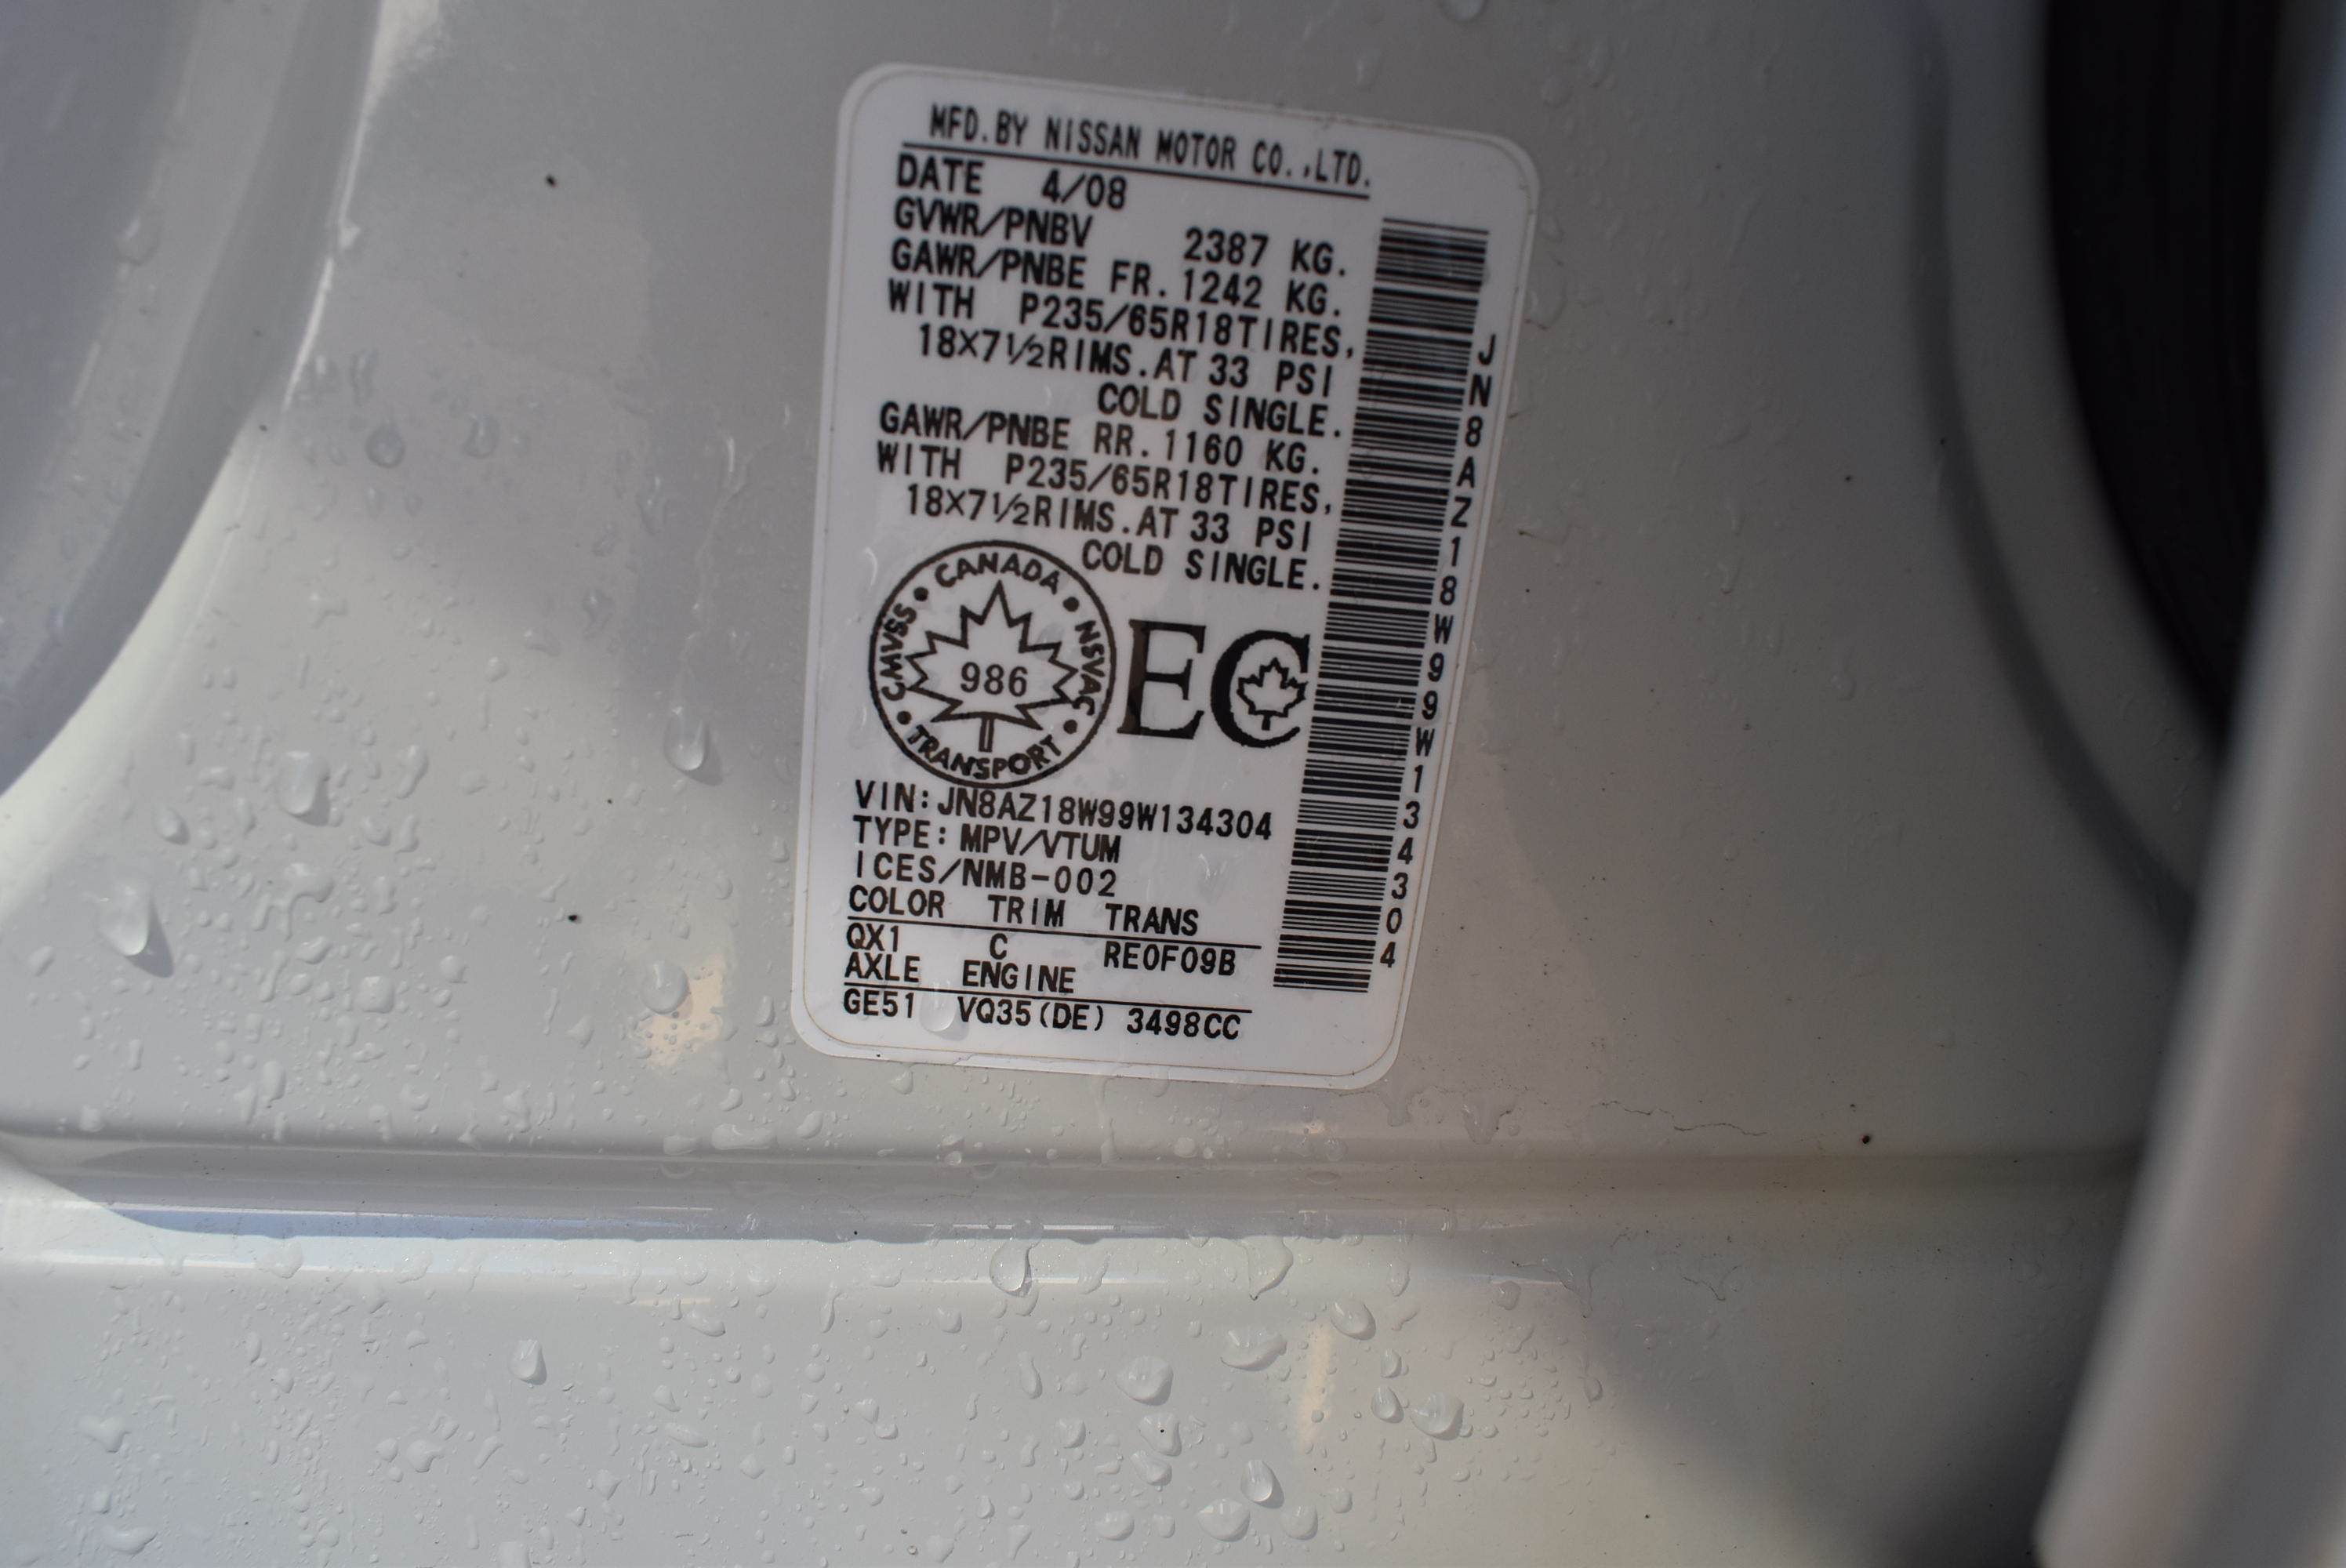 MFD.BY NISSAN MOTOR CO.,LTD.
DATE 4/08
GVWR/PNBV 2387 KG.
GAWR/PNBE FR. 1242 KG.
WITH P235/65R18TIRES,
18X7½RIMS.AT 33 PSI
COLD SINGLE.
GAWR/PNBE RR. 1160 KG.
WITH P235/65R18TIRES,
18X7½RIMS.AT 33 PSI
COLD SINGLE.
CANADA • NSVAC • TRANSPORT • CMVSS •
986
EC
VIN: JN8AZ18W99W134304
TYPE: MPV/VTUM
ICES/NMB-002
COLOR TRIM TRANS
QX1 C RE0F09B
AXLE ENGINE
GE51 VQ35(DE) 3498CC
JN8AZ18W99W134304